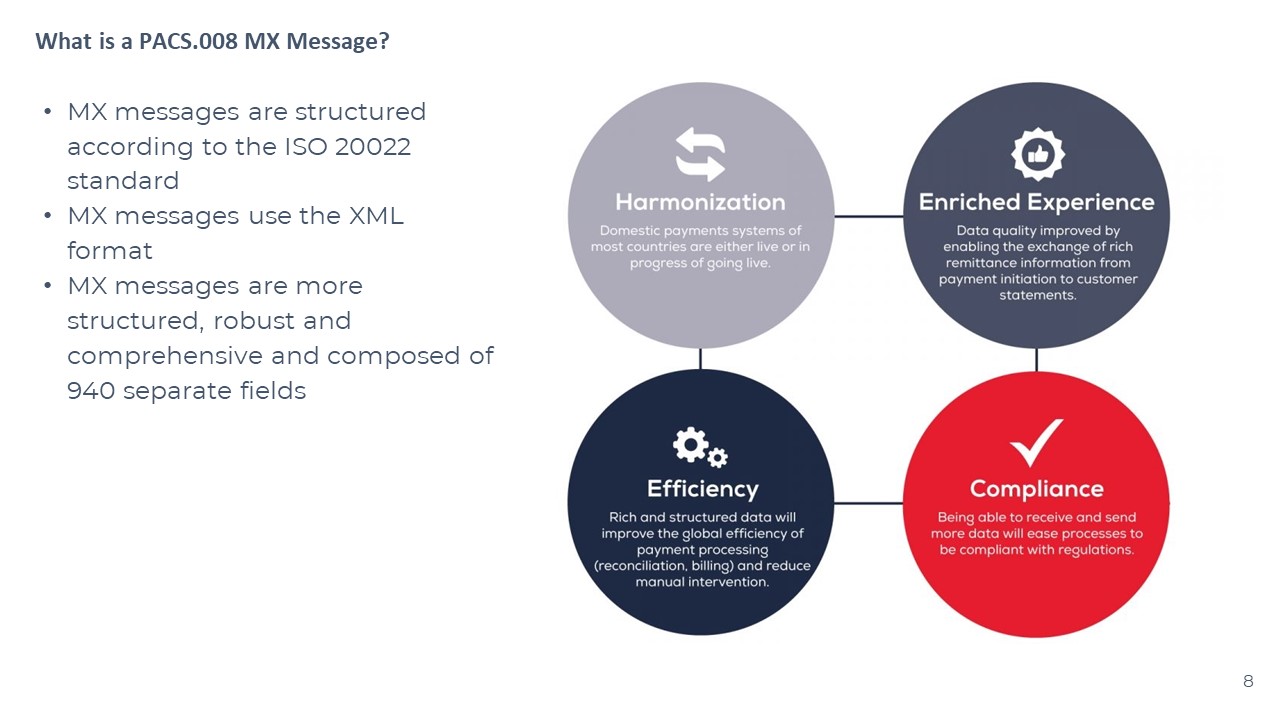 What is a PACS.008 MX Message?
• MX messages are structured
according to the ISO 20022
standard
• MX messages use the XML
format
• MX messages are more
structured, robust and
comprehensive and composed of
940 separate fields
Harmonization
Domestic payments systems of
most countries are either live or in
progress of going live.
Enriched Experience
Data quality improved by
enabling the exchange of rich
remittance information from
payment initiation to customer
statements.
Efficiency
Rich and structured data will
improve the global efficiency of
payment processing
(reconciliation, billing) and reduce
manual intervention.
Compliance
Being able to receive and send
more data will ease processes to
be compliant with regulations.
8